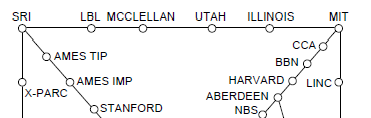 SRI LBL MCCLELLAN UTAH ILLINOIS MIT
CCA
AMES TIP
BBN
AMES IMP HARVARD LINC
X-PARC
ABERDEEN
STANFORD
NBS